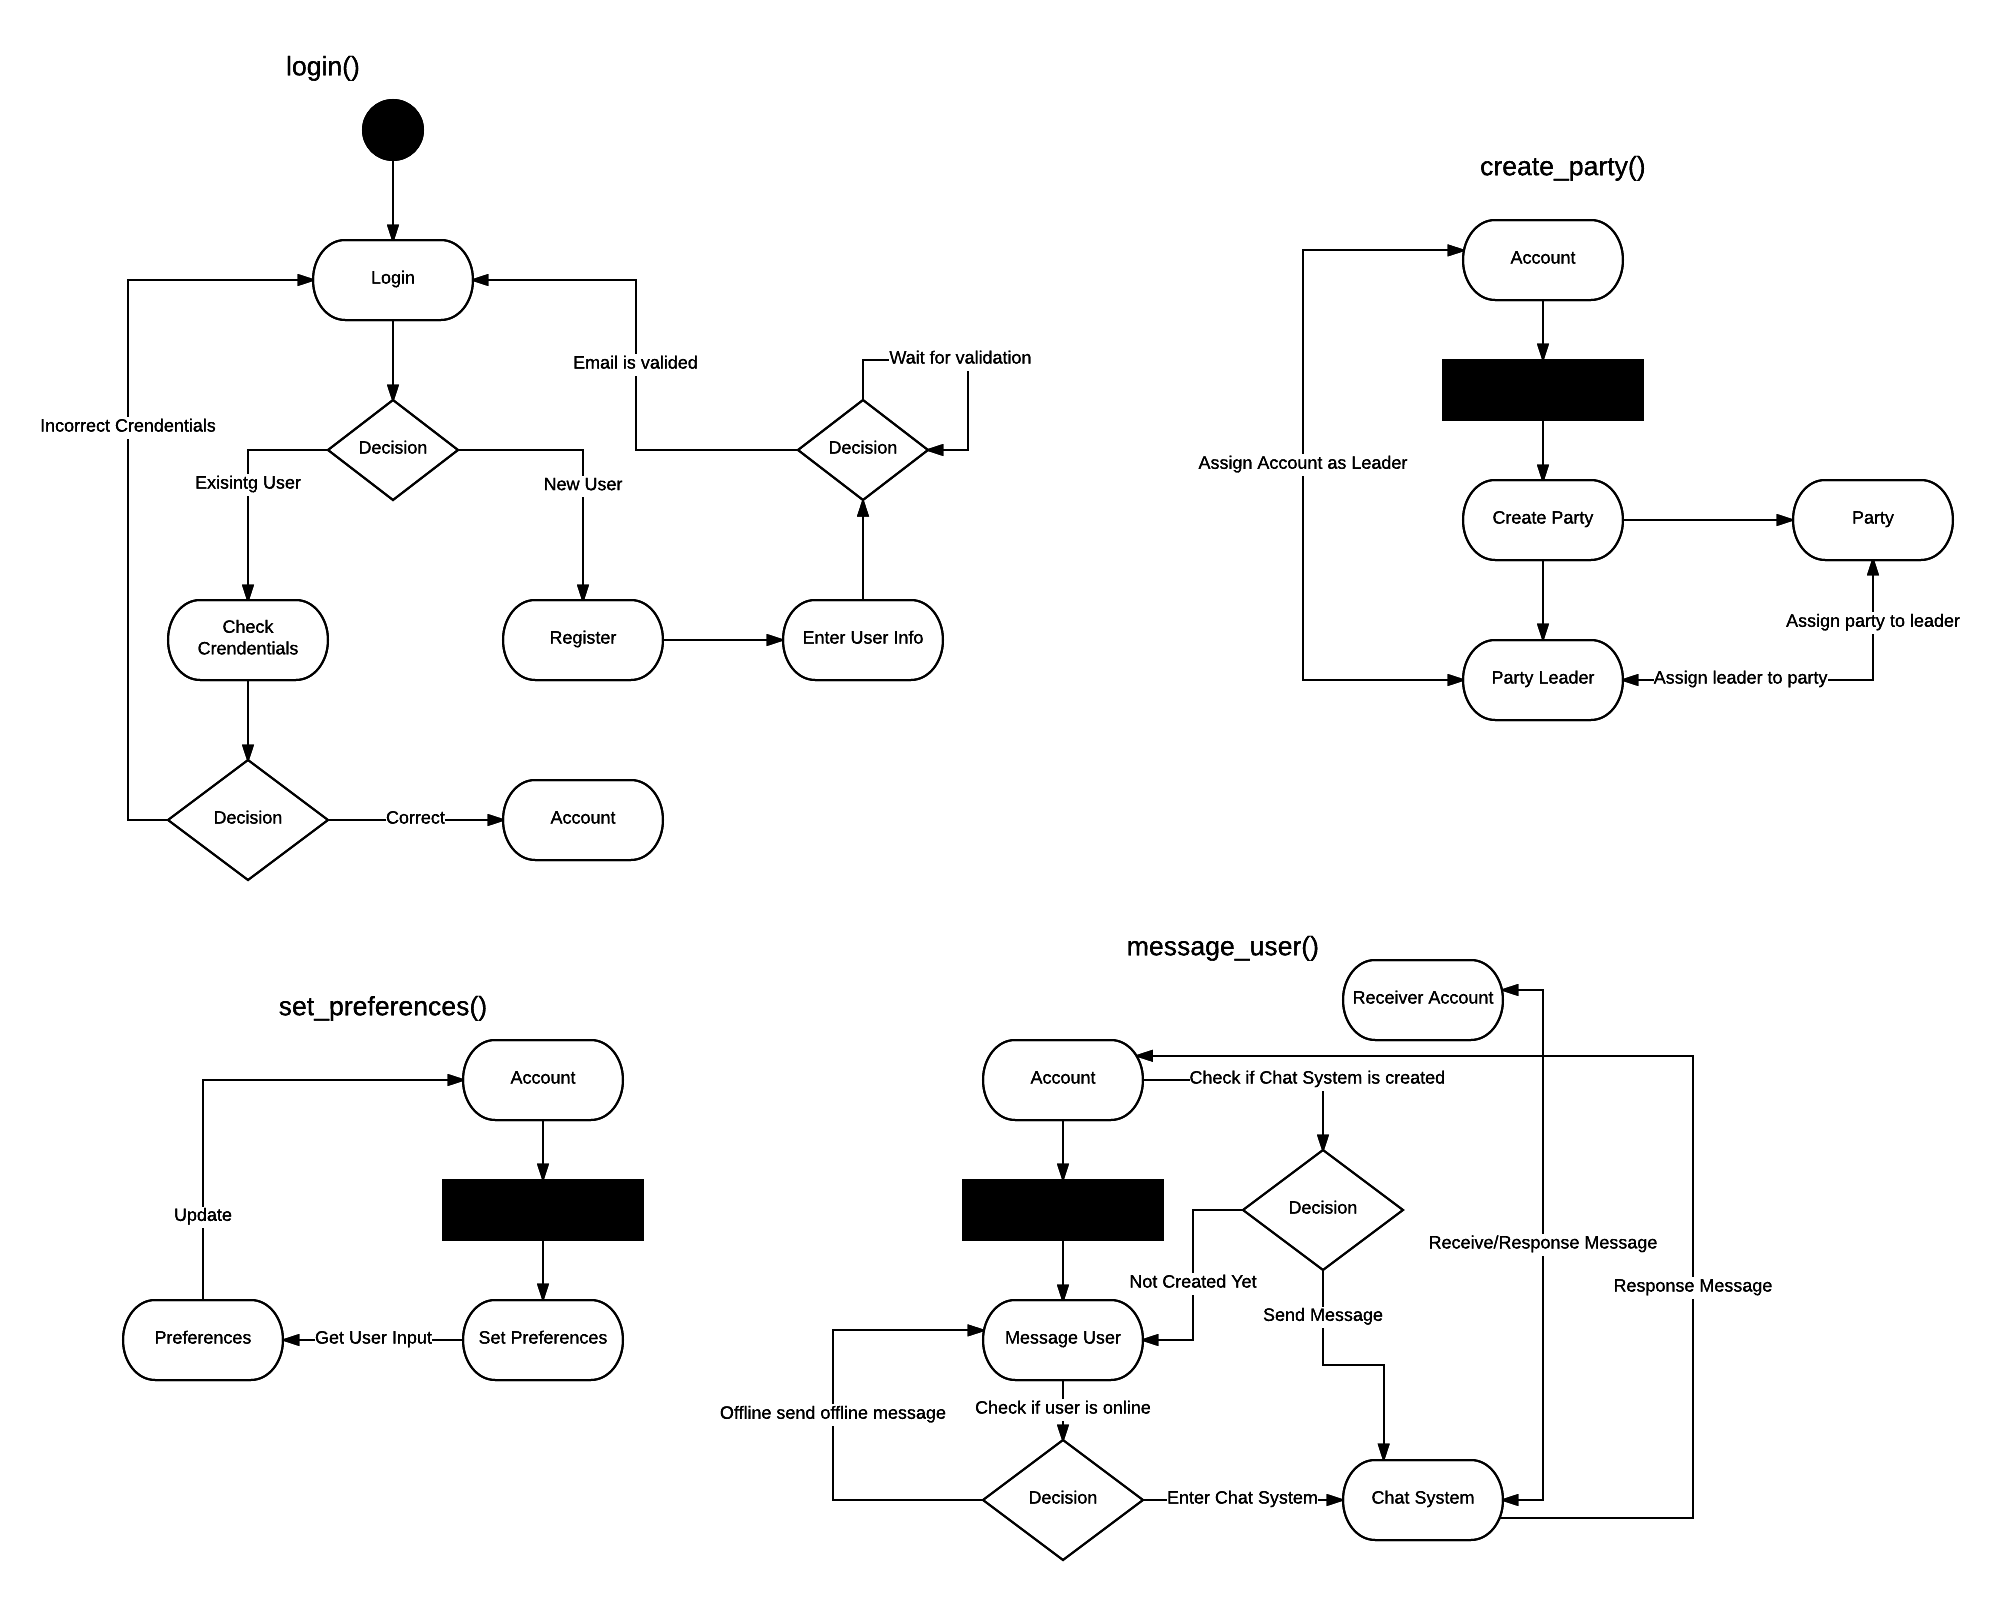 login()
Login
Incorrect Crendentials
Decision
Exisintg User
New User
Email is valided
Wait for validation
Decision
Check
Crendentials
Register
Enter User Info
Decision
Correct
Account
create_party()
Account
Assign Account as Leader
Create Party
Party
Assign party to leader
Party Leader
Assign leader to party
set_preferences()
Account
Update
Preferences
Get User Input
Set Preferences
message_user()
Receiver Account
Account
Check if Chat System is created
Decision
Receive/Response Message
Not Created Yet
Response Message
Send Message
Message User
Offline send offline message
Check if user is online
Decision
Enter Chat System
Chat System